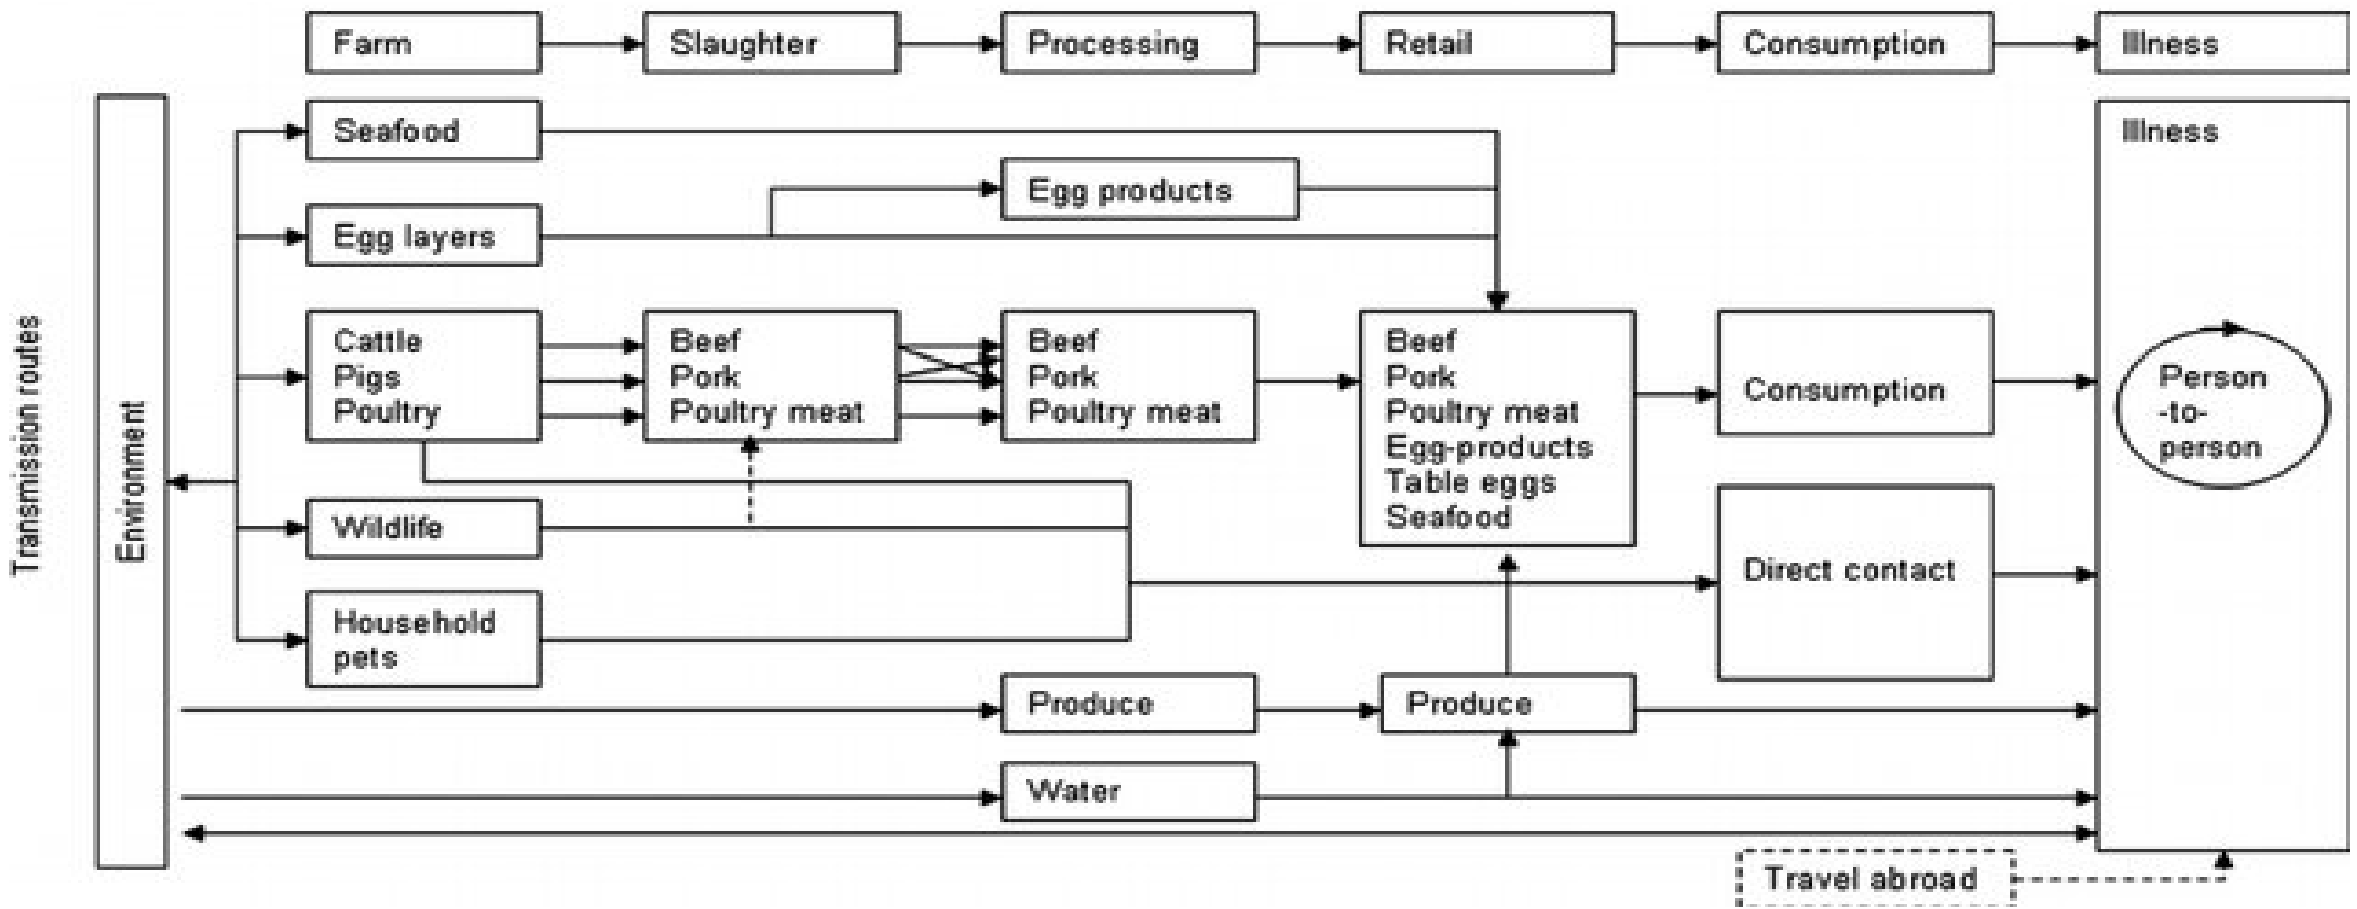 Farm
Slaughter
Processing
Retail
Consumption
Illness
Transmission routes
Environment
Seafood
Egg products
Egg layers
Cattle
Pigs
Poultry
Beef
Pork
Poultry meat
Beef
Pork
Poultry meat
Beef
Pork
Poultry meat
Egg-products
Table eggs
Seafood
Consumption
Illness
Person
-to-
person
Wildlife
Household
pets
Direct contact
Produce
Produce
Water
Travel abroad